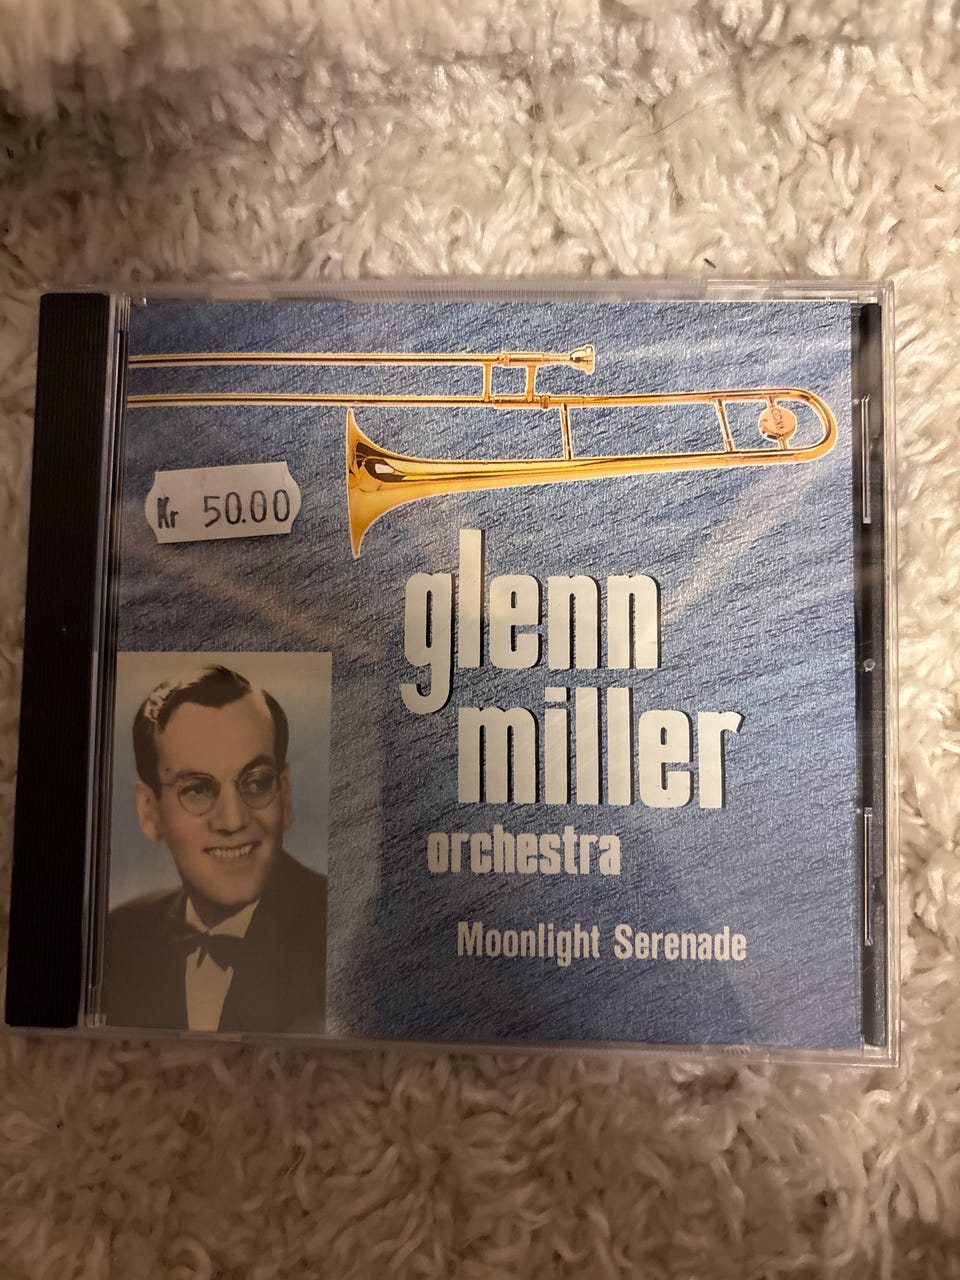 Kr 50.00
glenn
miller
orchestra
Moonlight Serenade